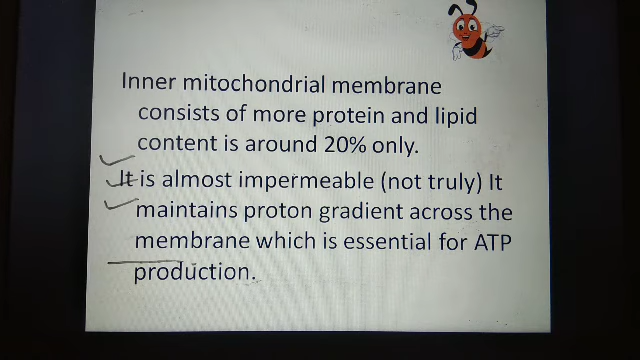 Inner mitochondrial membrane
consists of more protein and lipid
content is around 20% only.
It is almost impermeable (not truly) It
maintains proton gradient across the
membrane which is essential for ATP
production.